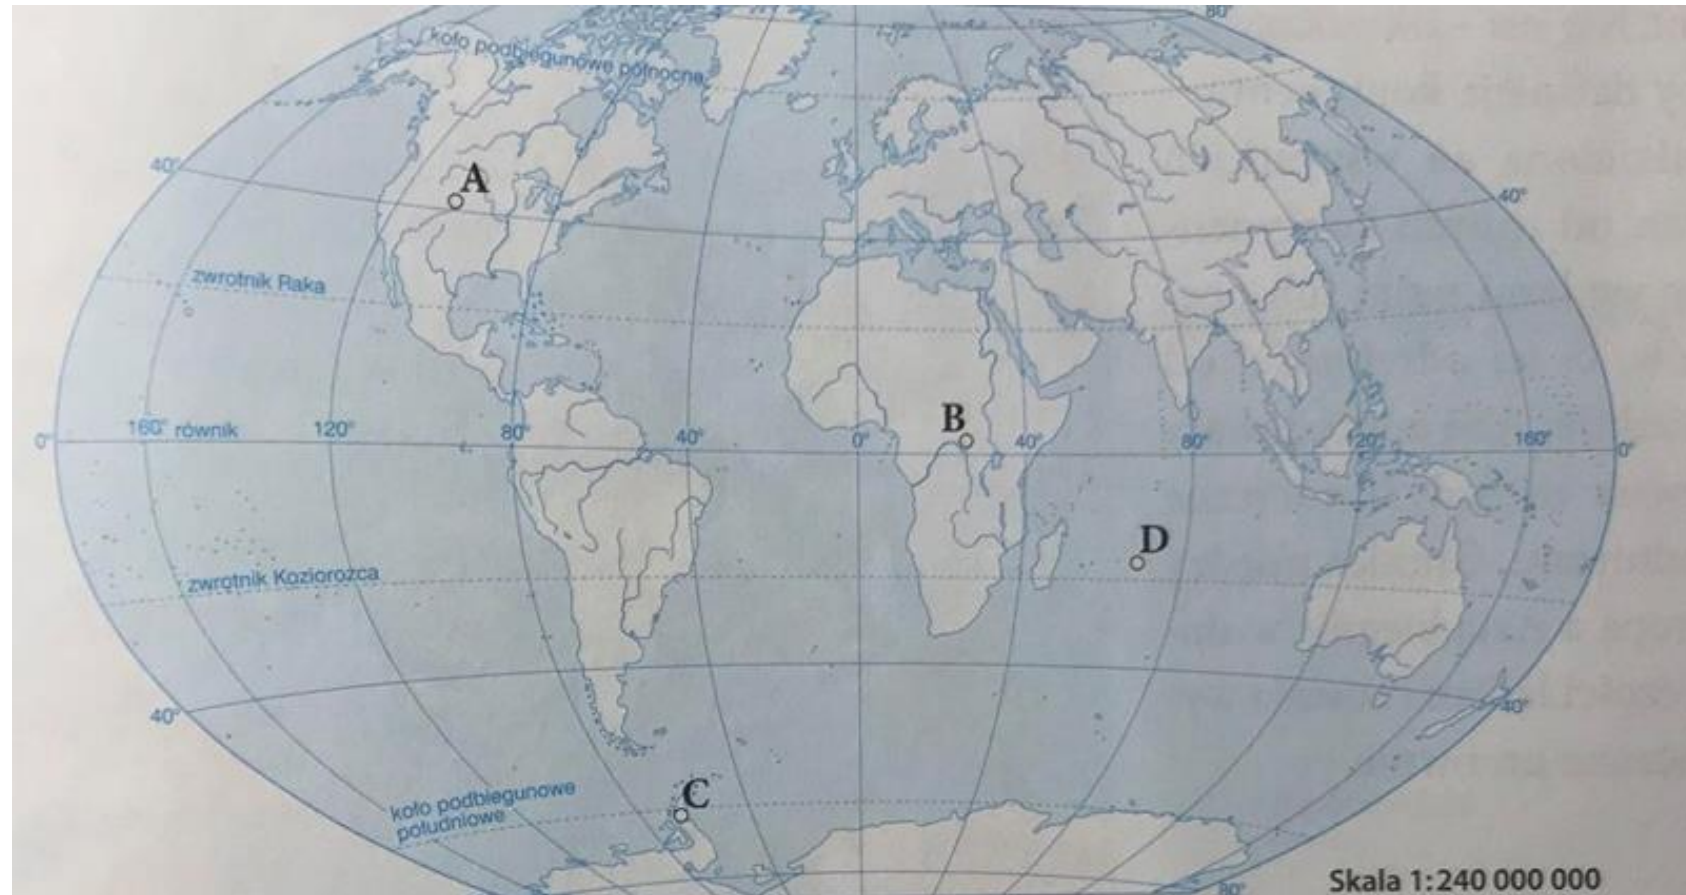 80°
koło podbiegunowe północne
40°
A
40°
zwrotnik Raka
B
0°
160° równik
120°
80°
40°
0°
40°
80°
120°
160°
0°
D
zwrotnik Koziorożca
40°
40°
koło podbiegunowe
południowe
C
80°
Skala 1:240 000 000